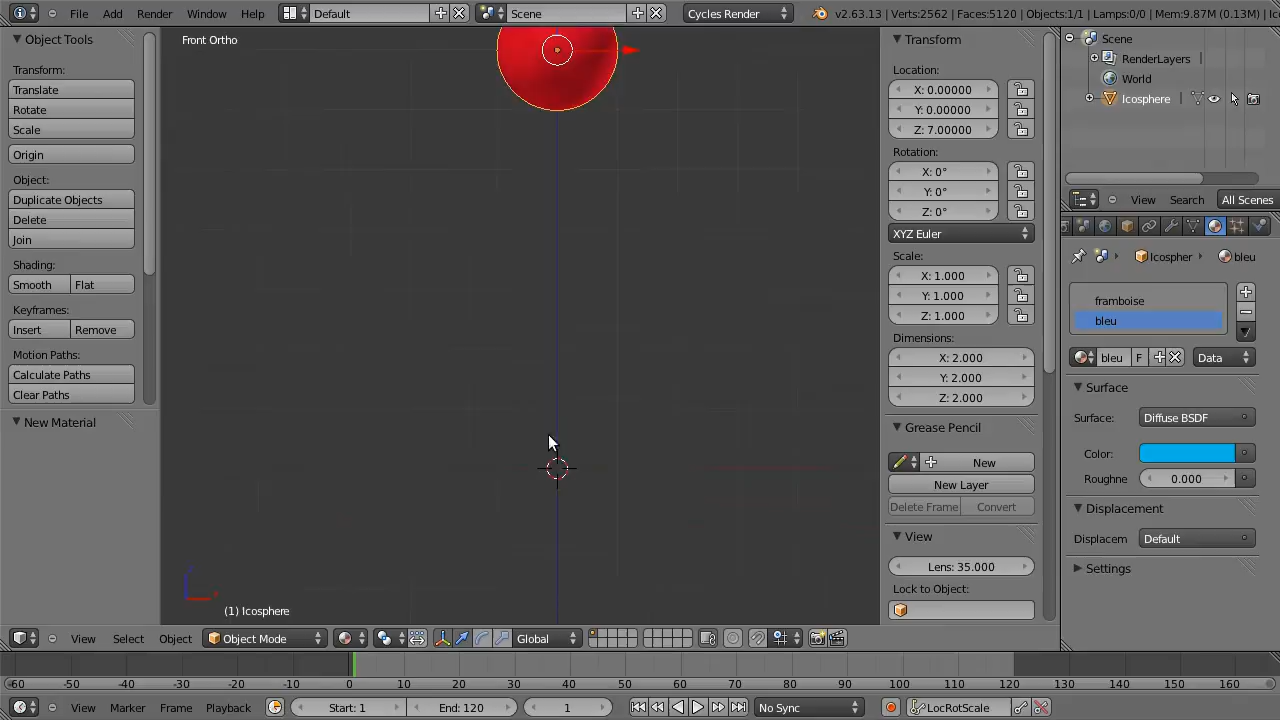 File Add Render Window Help Default Scene Cycles Render v2.63.13 | Verts:2562 | Faces:5120 | Objects:1/1 | Lamps:0/0 | Mem:9.87M (0.13M) | Ic
Object Tools
Transform:
Translate
Rotate
Scale
Origin
Object:
Duplicate Objects
Delete
Join
Shading:
Smooth Flat
Keyframes:
Insert Remove
Motion Paths:
Calculate Paths
Clear Paths
New Material
Front Ortho
(1) Icosphere
Transform
Location:
X: 0.00000
Y: 0.00000
Z: 7.00000
Rotation:
X: 0°
Y: 0°
Z: 0°
XYZ Euler
Scale:
X: 1.000
Y: 1.000
Z: 1.000
Dimensions:
X: 2.000
Y: 2.000
Z: 2.000
Grease Pencil
New
New Layer
Delete Frame Convert
View
Lens: 35.000
Lock to Object:
Scene
RenderLayers
World
Icosphere
View Search All Scenes
Icospher bleu
framboise
bleu
bleu F Data
Surface
Surface: Diffuse BSDF
Color:
Roughne 0.000
Displacement
Displacem Default
Settings
View Select Object Object Mode Global
-60 -50 -40 -30 -20 -10 0 10 20 30 40 50 60 70 80 90 100 110 120 130 140 150 160
View Marker Frame Playback Start: 1 End: 120 1 No Sync LocRotScale